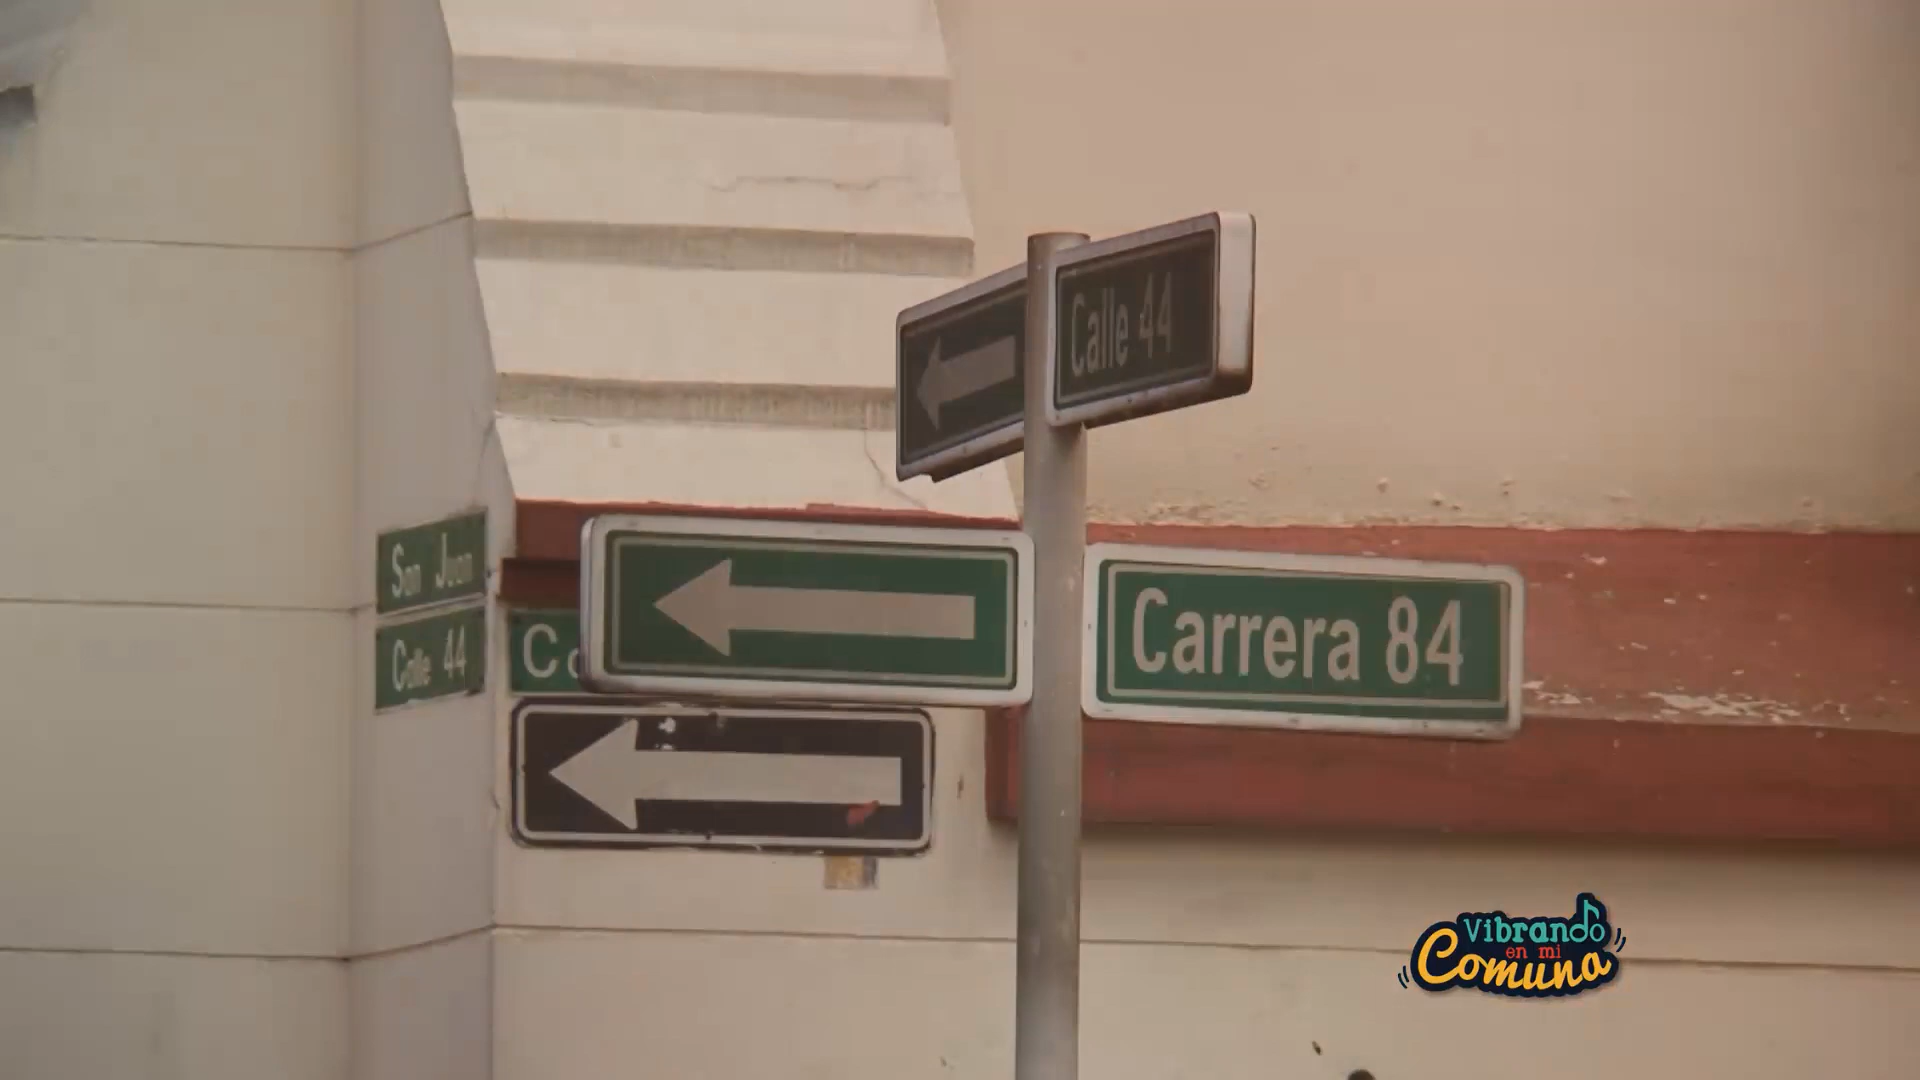 Calle 44
San Juan
Calle 44
Carrera 84
Vibrando
en mi
Comuna